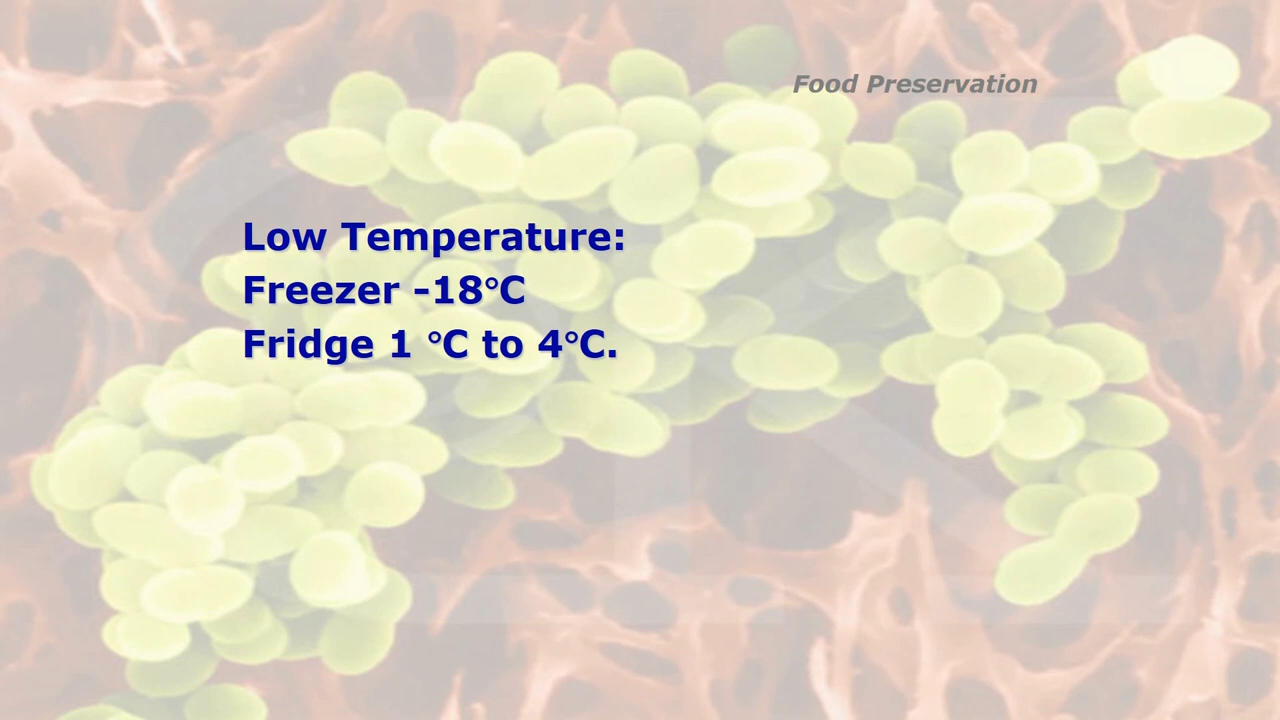 Food Preservation
Low Temperature:
Freezer -18°C
Fridge 1 °C to 4°C.